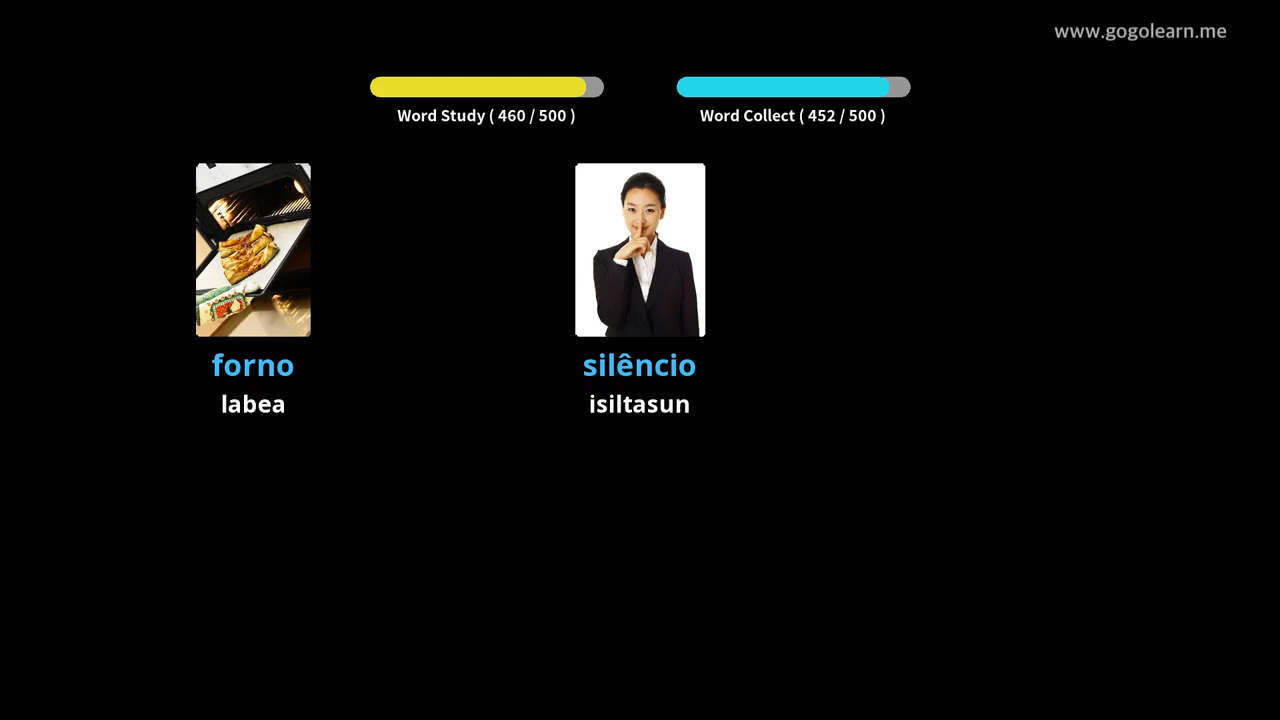 www.gogolearn.me
Word Study ( 460 / 500 )
Word Collect ( 452 / 500 )
forno
labea
silêncio
isiltasun